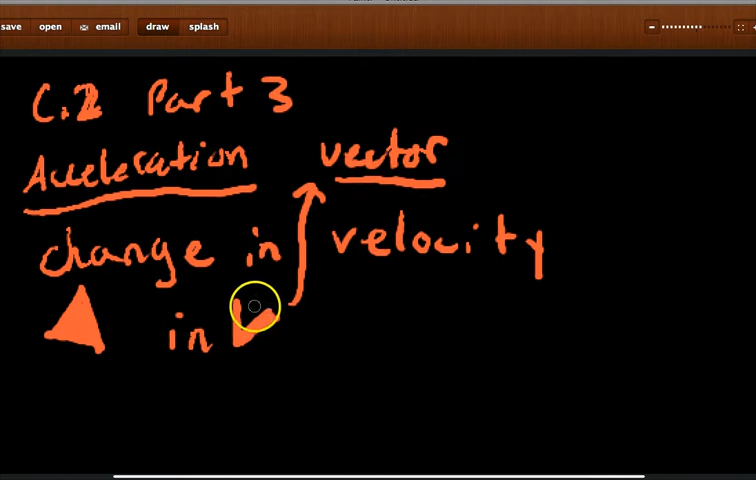 save open email draw splash
C.2 Part 3
Acceleration vector
change in velocity
in